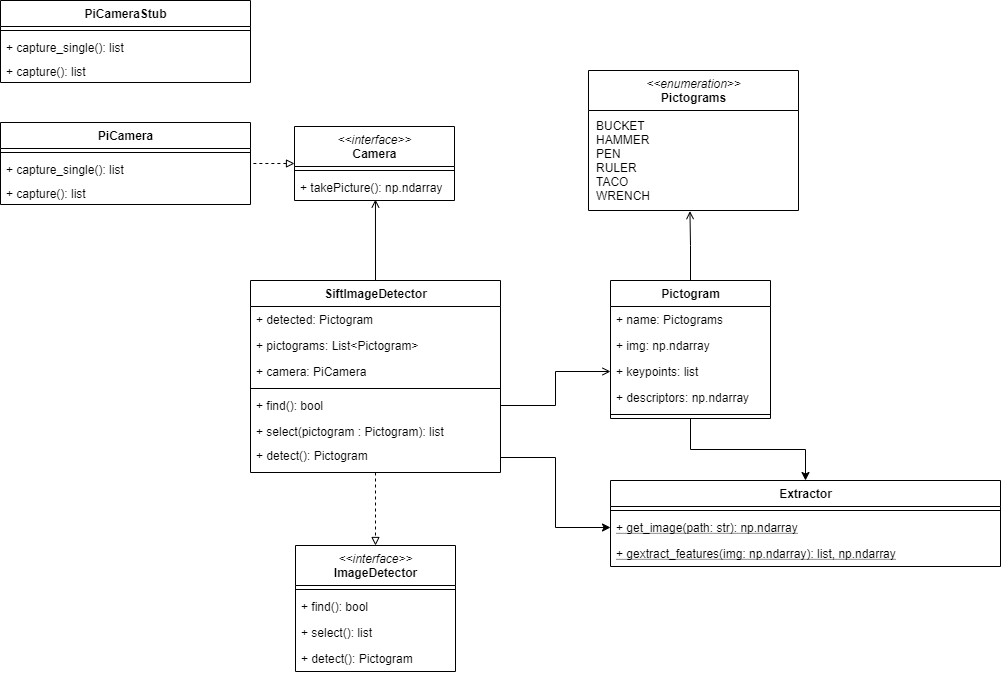 PiCameraStub
+ capture_single(): list
+ capture(): list
PiCamera
+ capture_single(): list
+ capture(): list
<<interface>>
Camera
+ takePicture(): np.ndarray
<<enumeration>>
Pictograms
BUCKET
HAMMER
PEN
RULER
TACO
WRENCH
SiftImageDetector
+ detected: Pictogram
+ pictograms: List<Pictogram>
+ camera: PiCamera
+ find(): bool
+ select(pictogram : Pictogram): list
+ detect(): Pictogram
Pictogram
+ name: Pictograms
+ img: np.ndarray
+ keypoints: list
+ descriptors: np.ndarray
Extractor
+ get_image(path: str): np.ndarray
+ gextract_features(img: np.ndarray): list, np.ndarray
<<interface>>
ImageDetector
+ find(): bool
+ select(): list
+ detect(): Pictogram